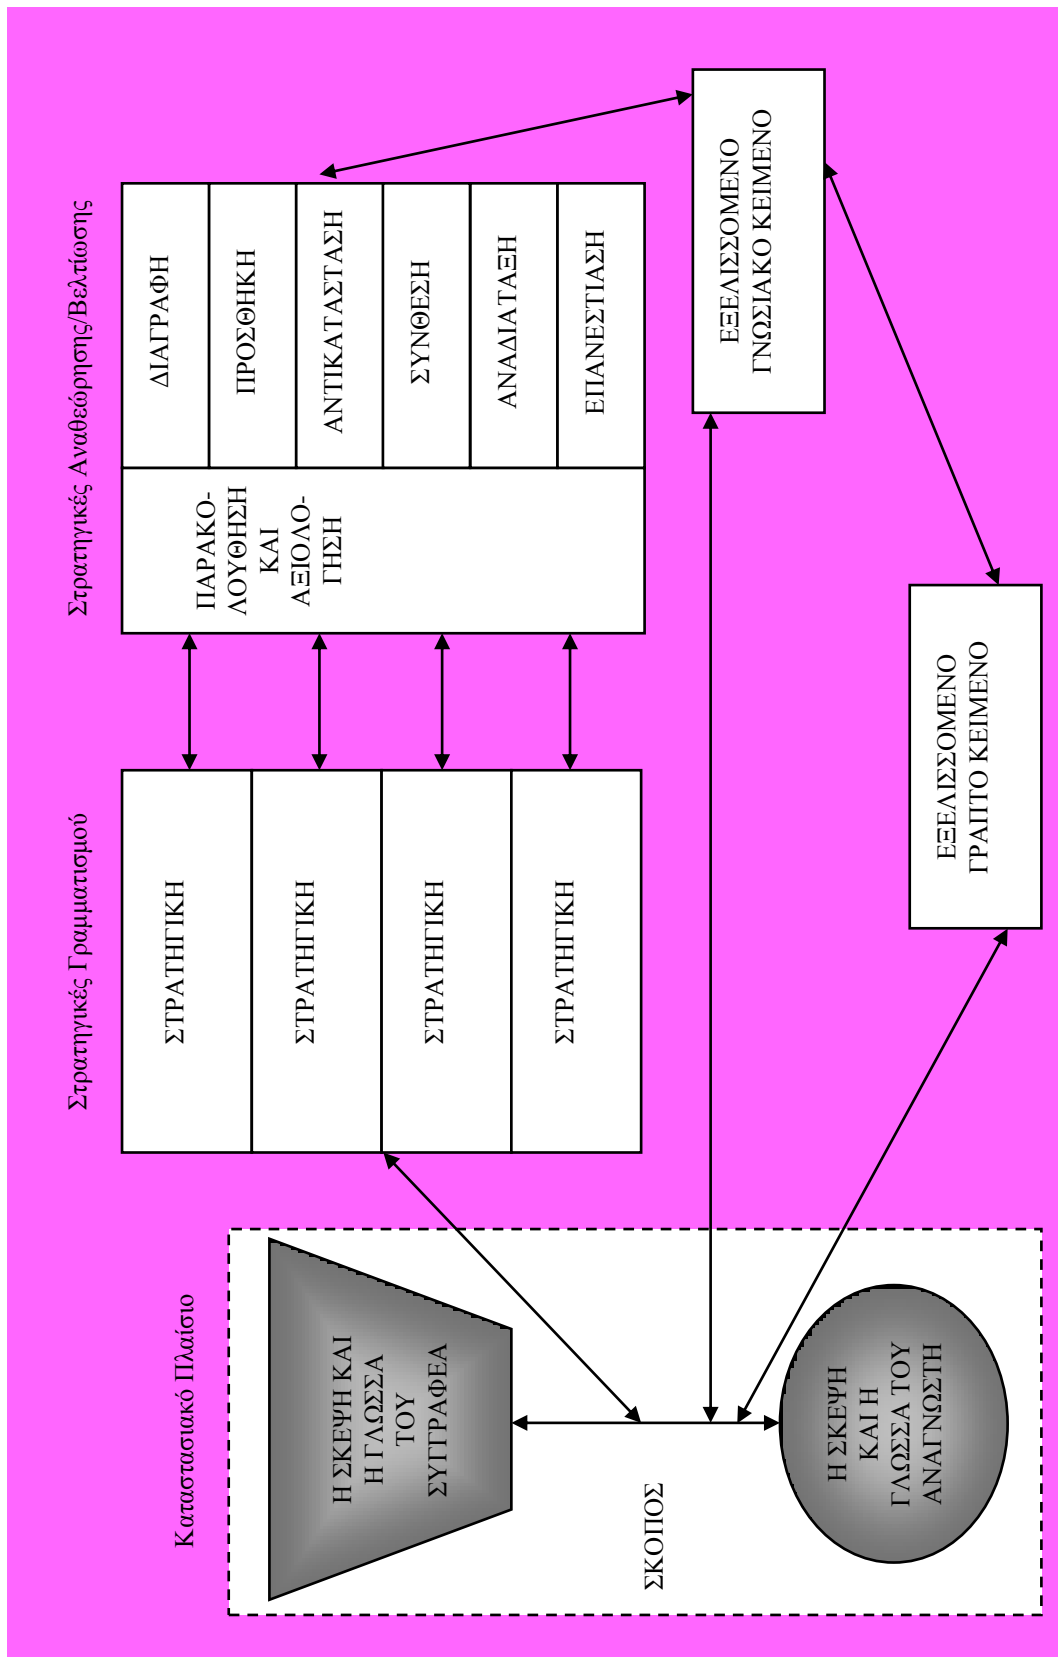 Καταστασιακό Πλαίσιο
Η ΣΚΕΨΗ ΚΑΙ
Η ΓΛΩΣΣΑ
ΤΟΥ
ΣΥΓΓΡΑΦΕΑ
ΣΚΟΠΟΣ
Η ΣΚΕΨΗ
ΚΑΙ Η
ΓΛΩΣΣΑ ΤΟΥ
ΑΝΑΓΝΩΣΤΗ
Στρατηγικές Γραμματισμού
ΣΤΡΑΤΗΓΙΚΗ
ΣΤΡΑΤΗΓΙΚΗ
ΣΤΡΑΤΗΓΙΚΗ
ΣΤΡΑΤΗΓΙΚΗ
Στρατηγικές Αναθεώρησης/Βελτίωσης
ΠΑΡΑΚΟ-
ΛΟΥΘΗΣΗ
ΚΑΙ
ΑΞΙΟΛΟ-
ΓΗΣΗ
ΔΙΑΓΡΑΦΗ
ΠΡΟΣΘΗΚΗ
ΑΝΤΙΚΑΤΑΣΤΑΣΗ
ΣΥΝΘΕΣΗ
ΑΝΑΔΙΑΤΑΞΗ
ΕΠΑΝΕΣΤΙΑΣΗ
ΕΞΕΛΙΣΣΟΜΕΝΟ
ΓΝΩΣΙΑΚΟ ΚΕΙΜΕΝΟ
ΕΞΕΛΙΣΣΟΜΕΝΟ
ΓΡΑΠΤΟ ΚΕΙΜΕΝΟ